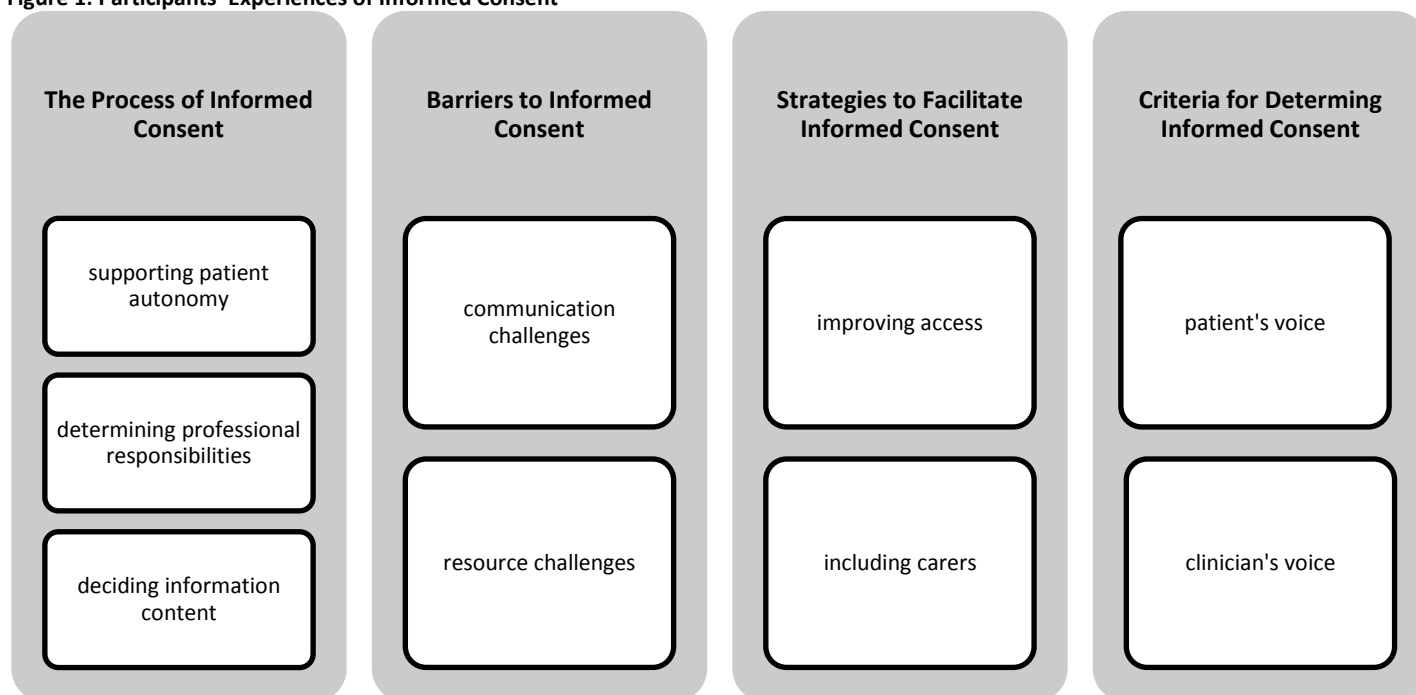 Figure 1: Participants' Experiences of Informed Consent
The Process of Informed
Consent
supporting patient
autonomy
determining professional
responsibilities
deciding information
content
Barriers to Informed
Consent
communication
challenges
resource challenges
Strategies to Facilitate
Informed Consent
improving access
including carers
Criteria for Determing
Informed Consent
patient's voice
clinician's voice